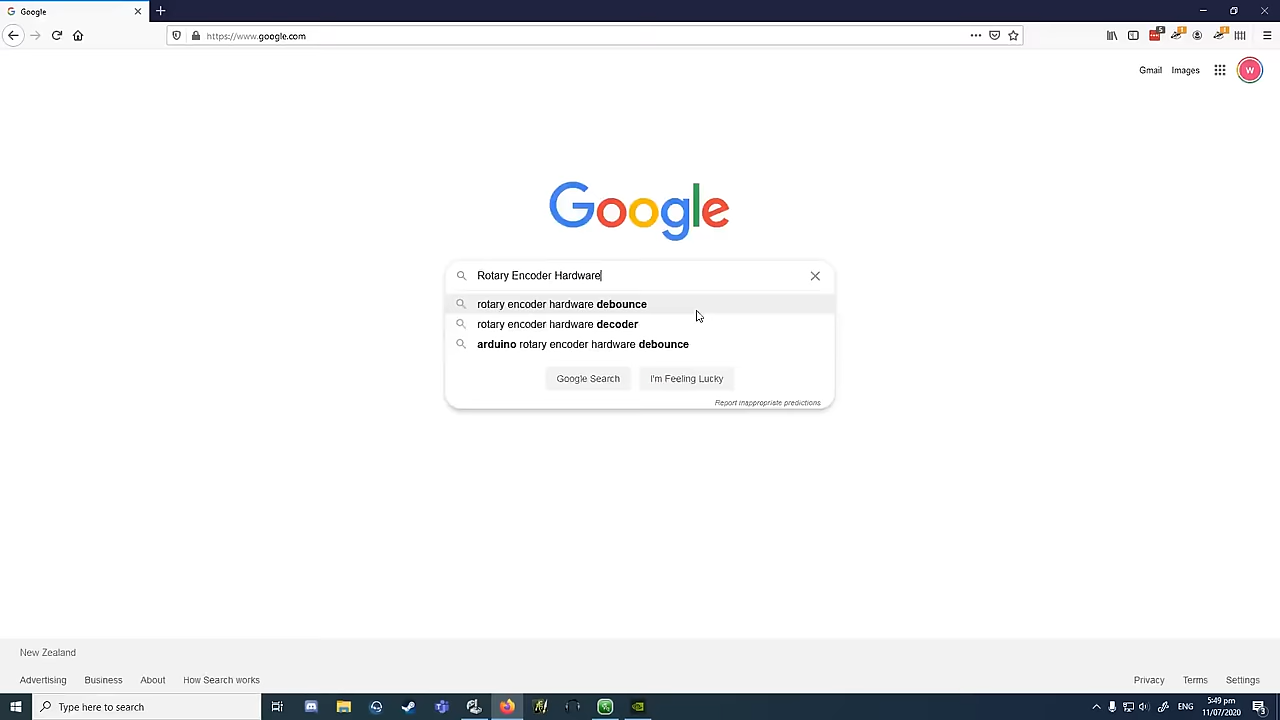 Google
https://www.google.com
Gmail Images
W
Google
Rotary Encoder Hardware
rotary encoder hardware debounce
rotary encoder hardware decoder
arduino rotary encoder hardware debounce
Google Search I'm Feeling Lucky
Report inappropriate predictions
New Zealand
Advertising Business About How Search works Privacy Terms Settings
Type here to search
ENG
5:49 pm
11/07/2020